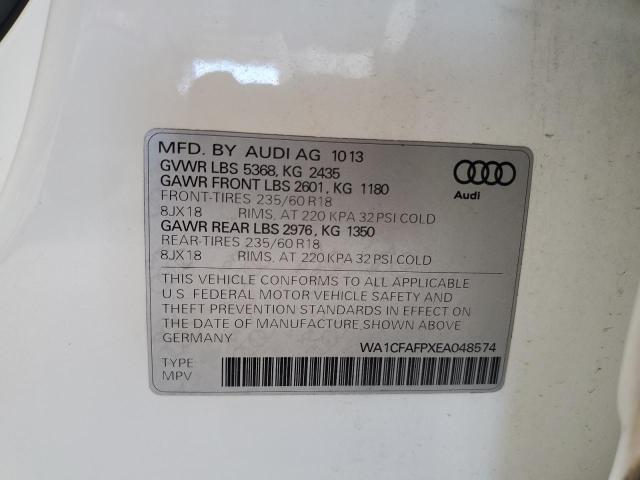 MFD. BY AUDI AG 10 13
GVWR LBS 5368, KG 2435
GAWR FRONT LBS 2601, KG 1180
FRONT-TIRES 235/60 R18
8JX18 RIMS, AT 220 KPA 32 PSI COLD
GAWR REAR LBS 2976, KG 1350
REAR-TIRES 235/60 R18
8JX18 RIMS, AT 220 KPA 32 PSI COLD
Audi
THIS VEHICLE CONFORMS TO ALL APPLICABLE
U.S. FEDERAL MOTOR VEHICLE SAFETY AND
THEFT PREVENTION STANDARDS IN EFFECT ON
THE DATE OF MANUFACTURE SHOWN ABOVE
GERMANY
WA1CFAFPXEA048574
TYPE
MPV